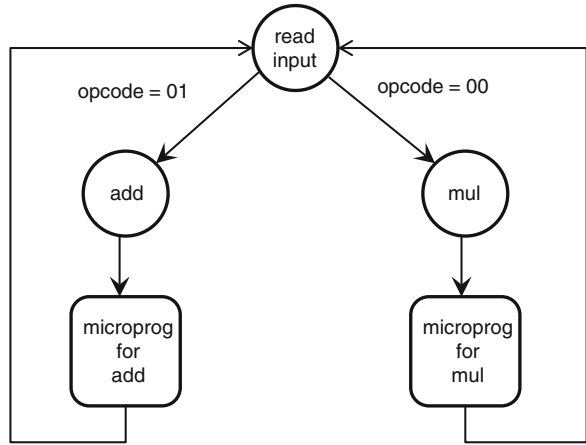 read
input
opcode = 01
opcode = 00
add
mul
microprog
for
add
microprog
for
mul